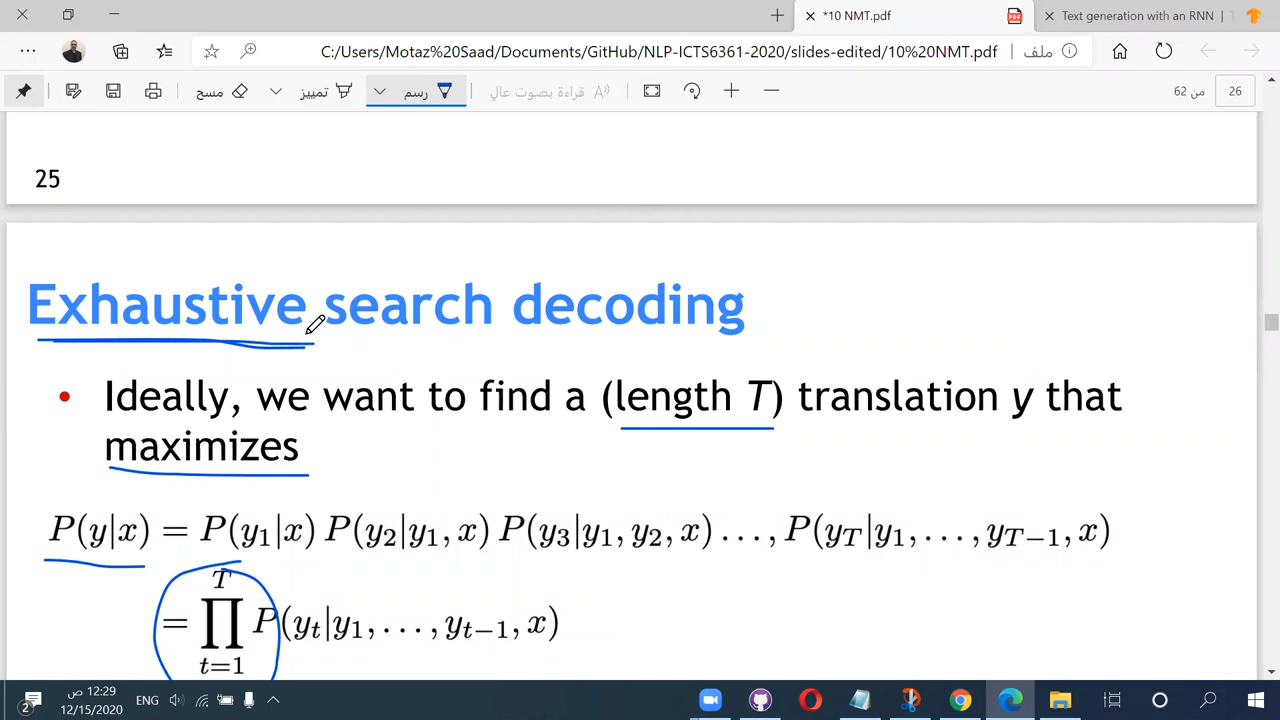 *10 NMT.pdf
Text generation with an RNN |
C:/Users/Motaz%20Saad/Documents/GitHub/NLP-ICTS6361-2020/slides-edited/10%20NMT.pdf | ملف
مسح تمييز رسم قراءة بصوت عالٍ 26 من 62
25
Exhaustive search decoding
• Ideally, we want to find a (length T) translation y that
maximizes
P(y|x) = P(y₁|x) P(y₂|y₁, x) P(y₃|y₁, y₂, x) . . . , P(y_T|y₁, . . . , y_{T−1}, x)
= ∏_{t=1}^{T} P(y_t|y₁, . . . , y_{t−1}, x)
2 12:29 ص ENG
12/15/2020